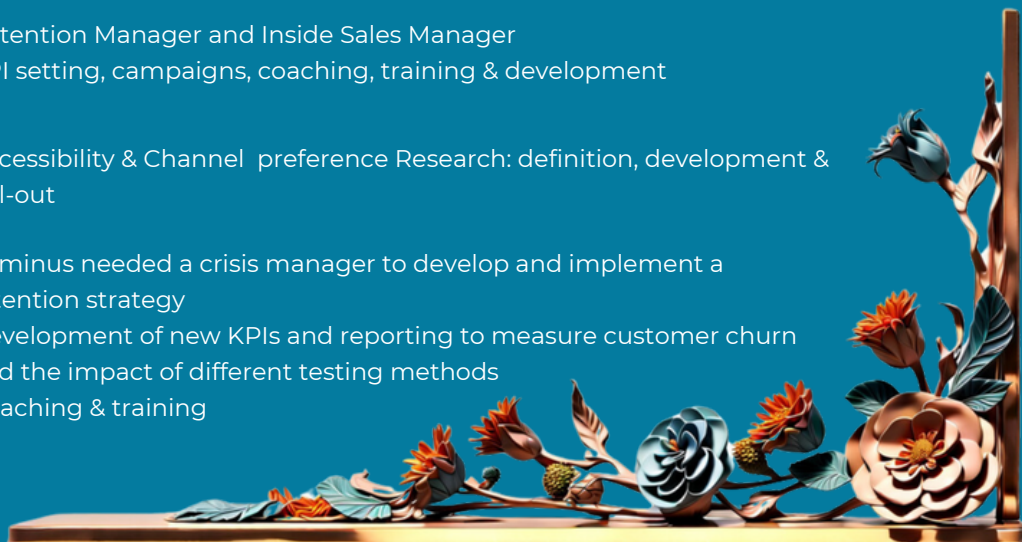 tention Manager and Inside Sales Manager
I setting, campaigns, coaching, training & development
cessibility & Channel  preference Research: definition, development &
l-out
minus needed a crisis manager to develop and implement a
tention strategy
evelopment of new KPIs and reporting to measure customer churn
d the impact of different testing methods
aching & training